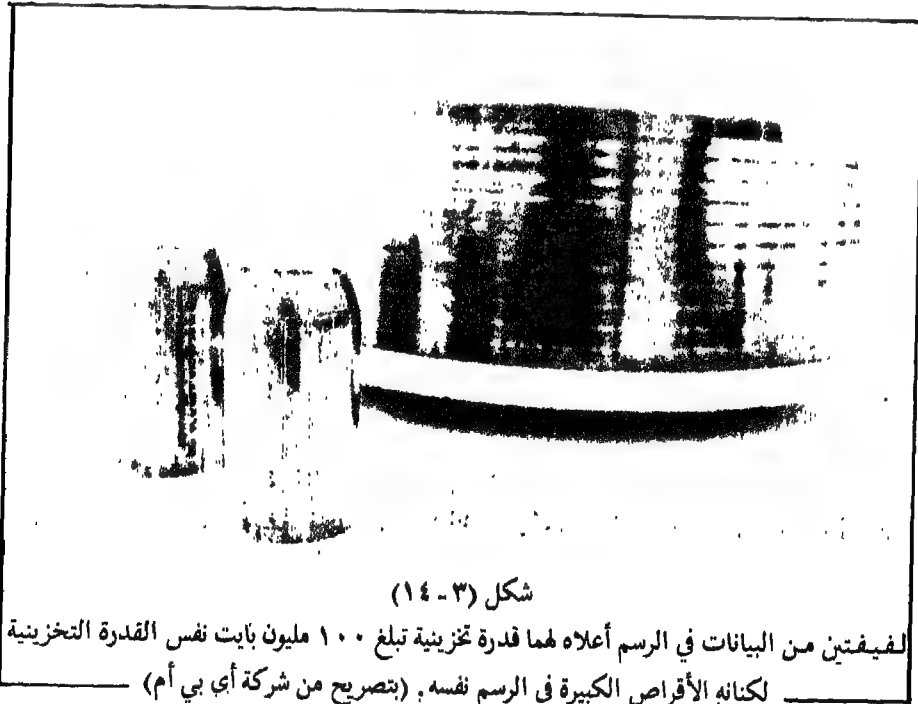 شكل (٣ - ١٤)
لفيفتين من البيانات في الرسم أعلاه لهما قدرة تخزينية تبلغ ١٠٠ مليون بايت نفس القدرة التخزينية
لكنانه الأقراص الكبيرة في الرسم نفسه. (بتصريح من شركة أي بي أم)